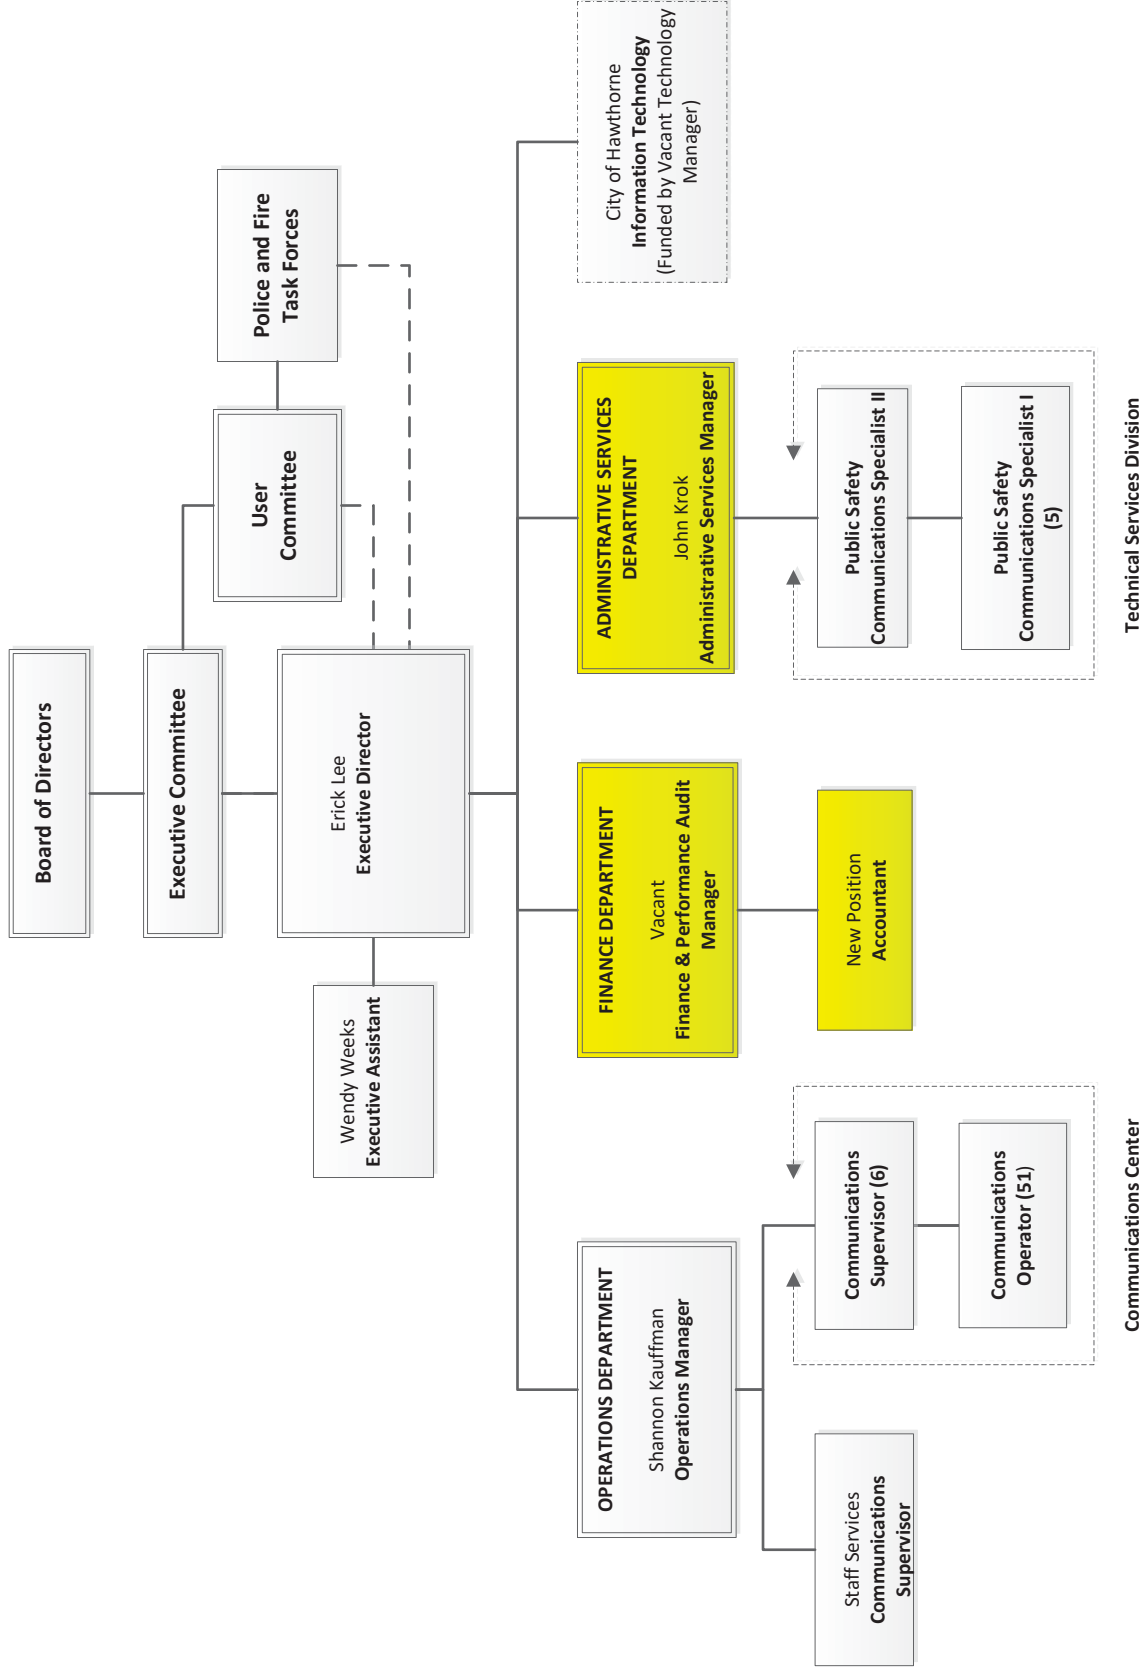 Board of Directors
Executive Committee
User
Committee
Police and Fire
Task Forces
Erick Lee
Executive Director
Wendy Weeks
Executive Assistant
OPERATIONS DEPARTMENT
Shannon Kauffman
Operations Manager
FINANCE DEPARTMENT
Vacant
Finance & Performance Audit
Manager
ADMINISTRATIVE SERVICES
DEPARTMENT
John Krok
Administrative Services Manager
City of Hawthorne
Information Technology
(Funded by Vacant Technology
Manager)
Staff Services
Communications
Supervisor
Communications
Supervisor (6)
Communications
Operator (51)
New Position
Accountant
Public Safety
Communications Specialist II
Public Safety
Communications Specialist I
(5)
Communications Center
Technical Services Division